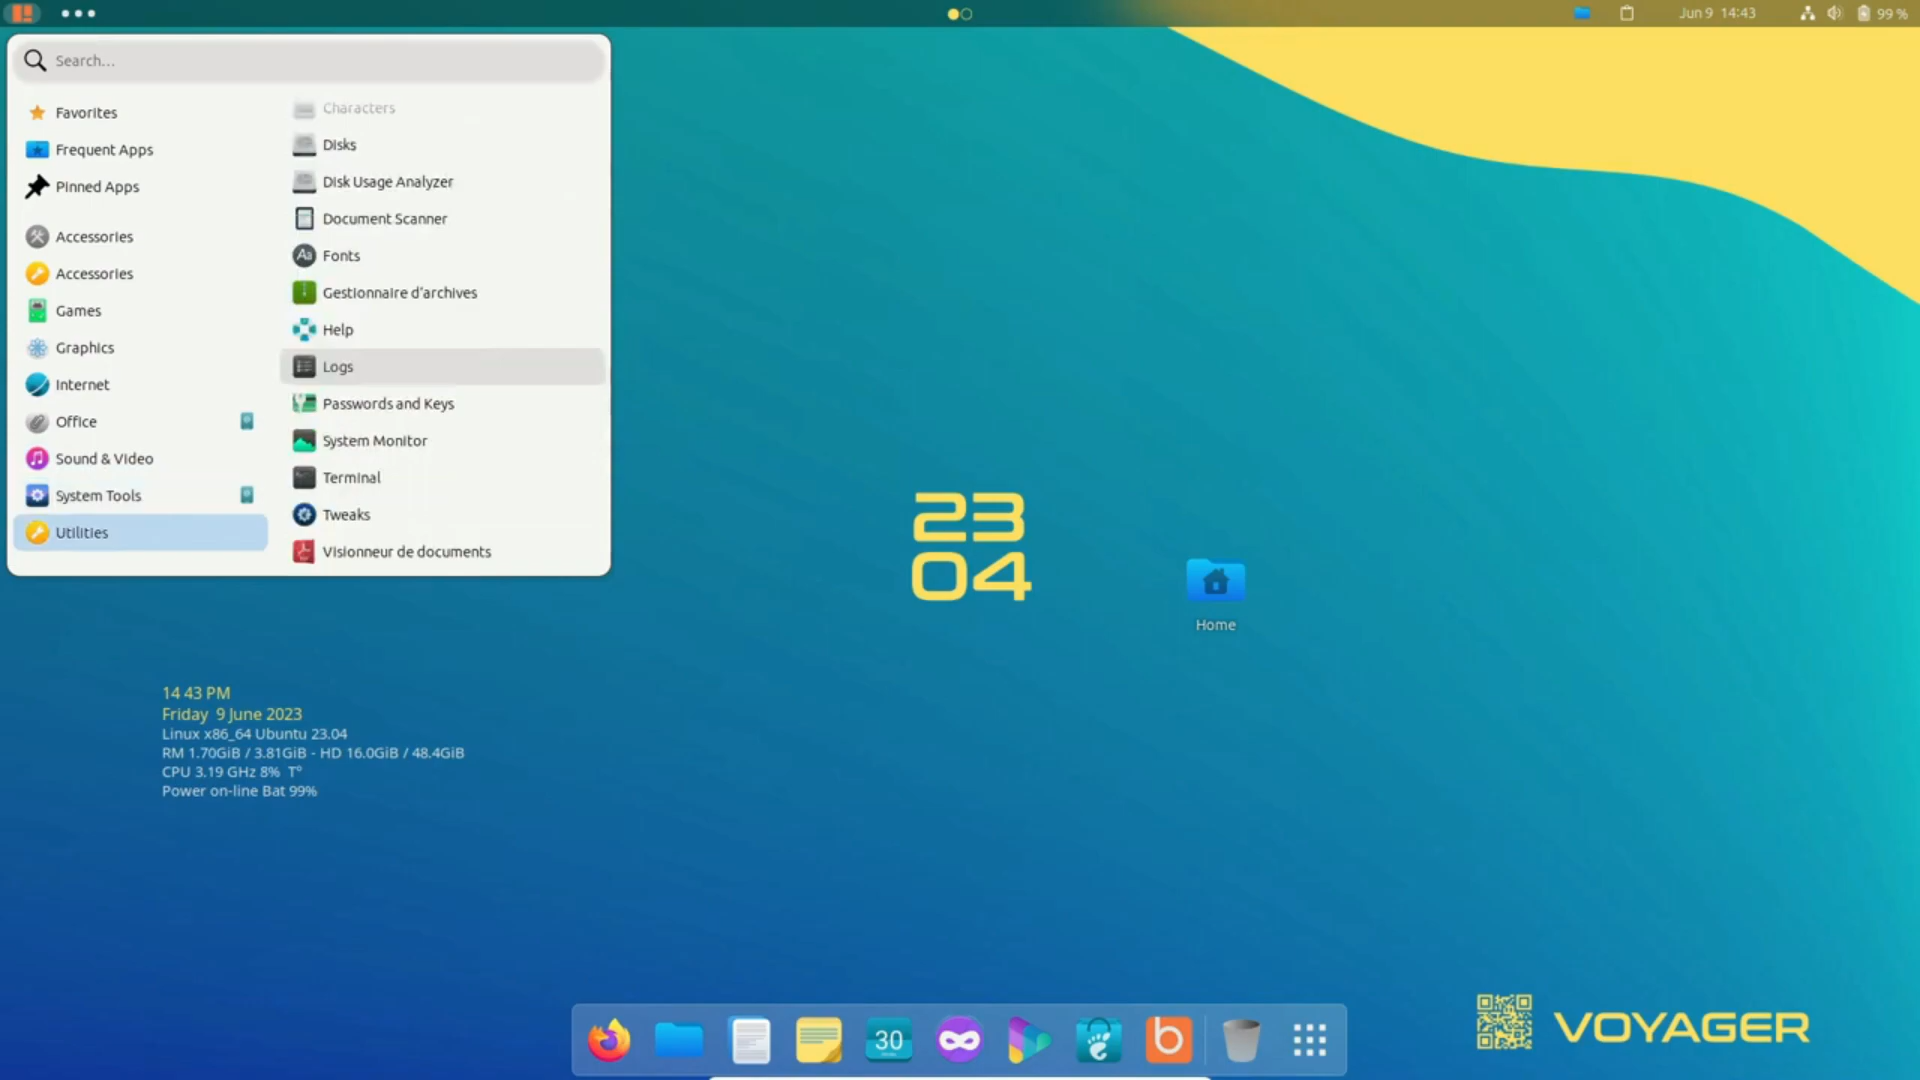 Jun 9 14:43
99 %
Search...
Favorites
Frequent Apps
Pinned Apps
Accessories
Accessories
Games
Graphics
Internet
Office
Sound & Video
System Tools
Utilities
Characters
Disks
Disk Usage Analyzer
Document Scanner
Fonts
Gestionnaire d'archives
Help
Logs
Passwords and Keys
System Monitor
Terminal
Tweaks
Visionneur de documents
23
04
Home
14 43 PM
Friday 9 June 2023
Linux x86_64 Ubuntu 23.04
RM 1.70GiB / 3.81GiB - HD 16.0GiB / 48.4GiB
CPU 3.19 GHz 8% T°
Power on-line Bat 99%
30
b
VOYAGER